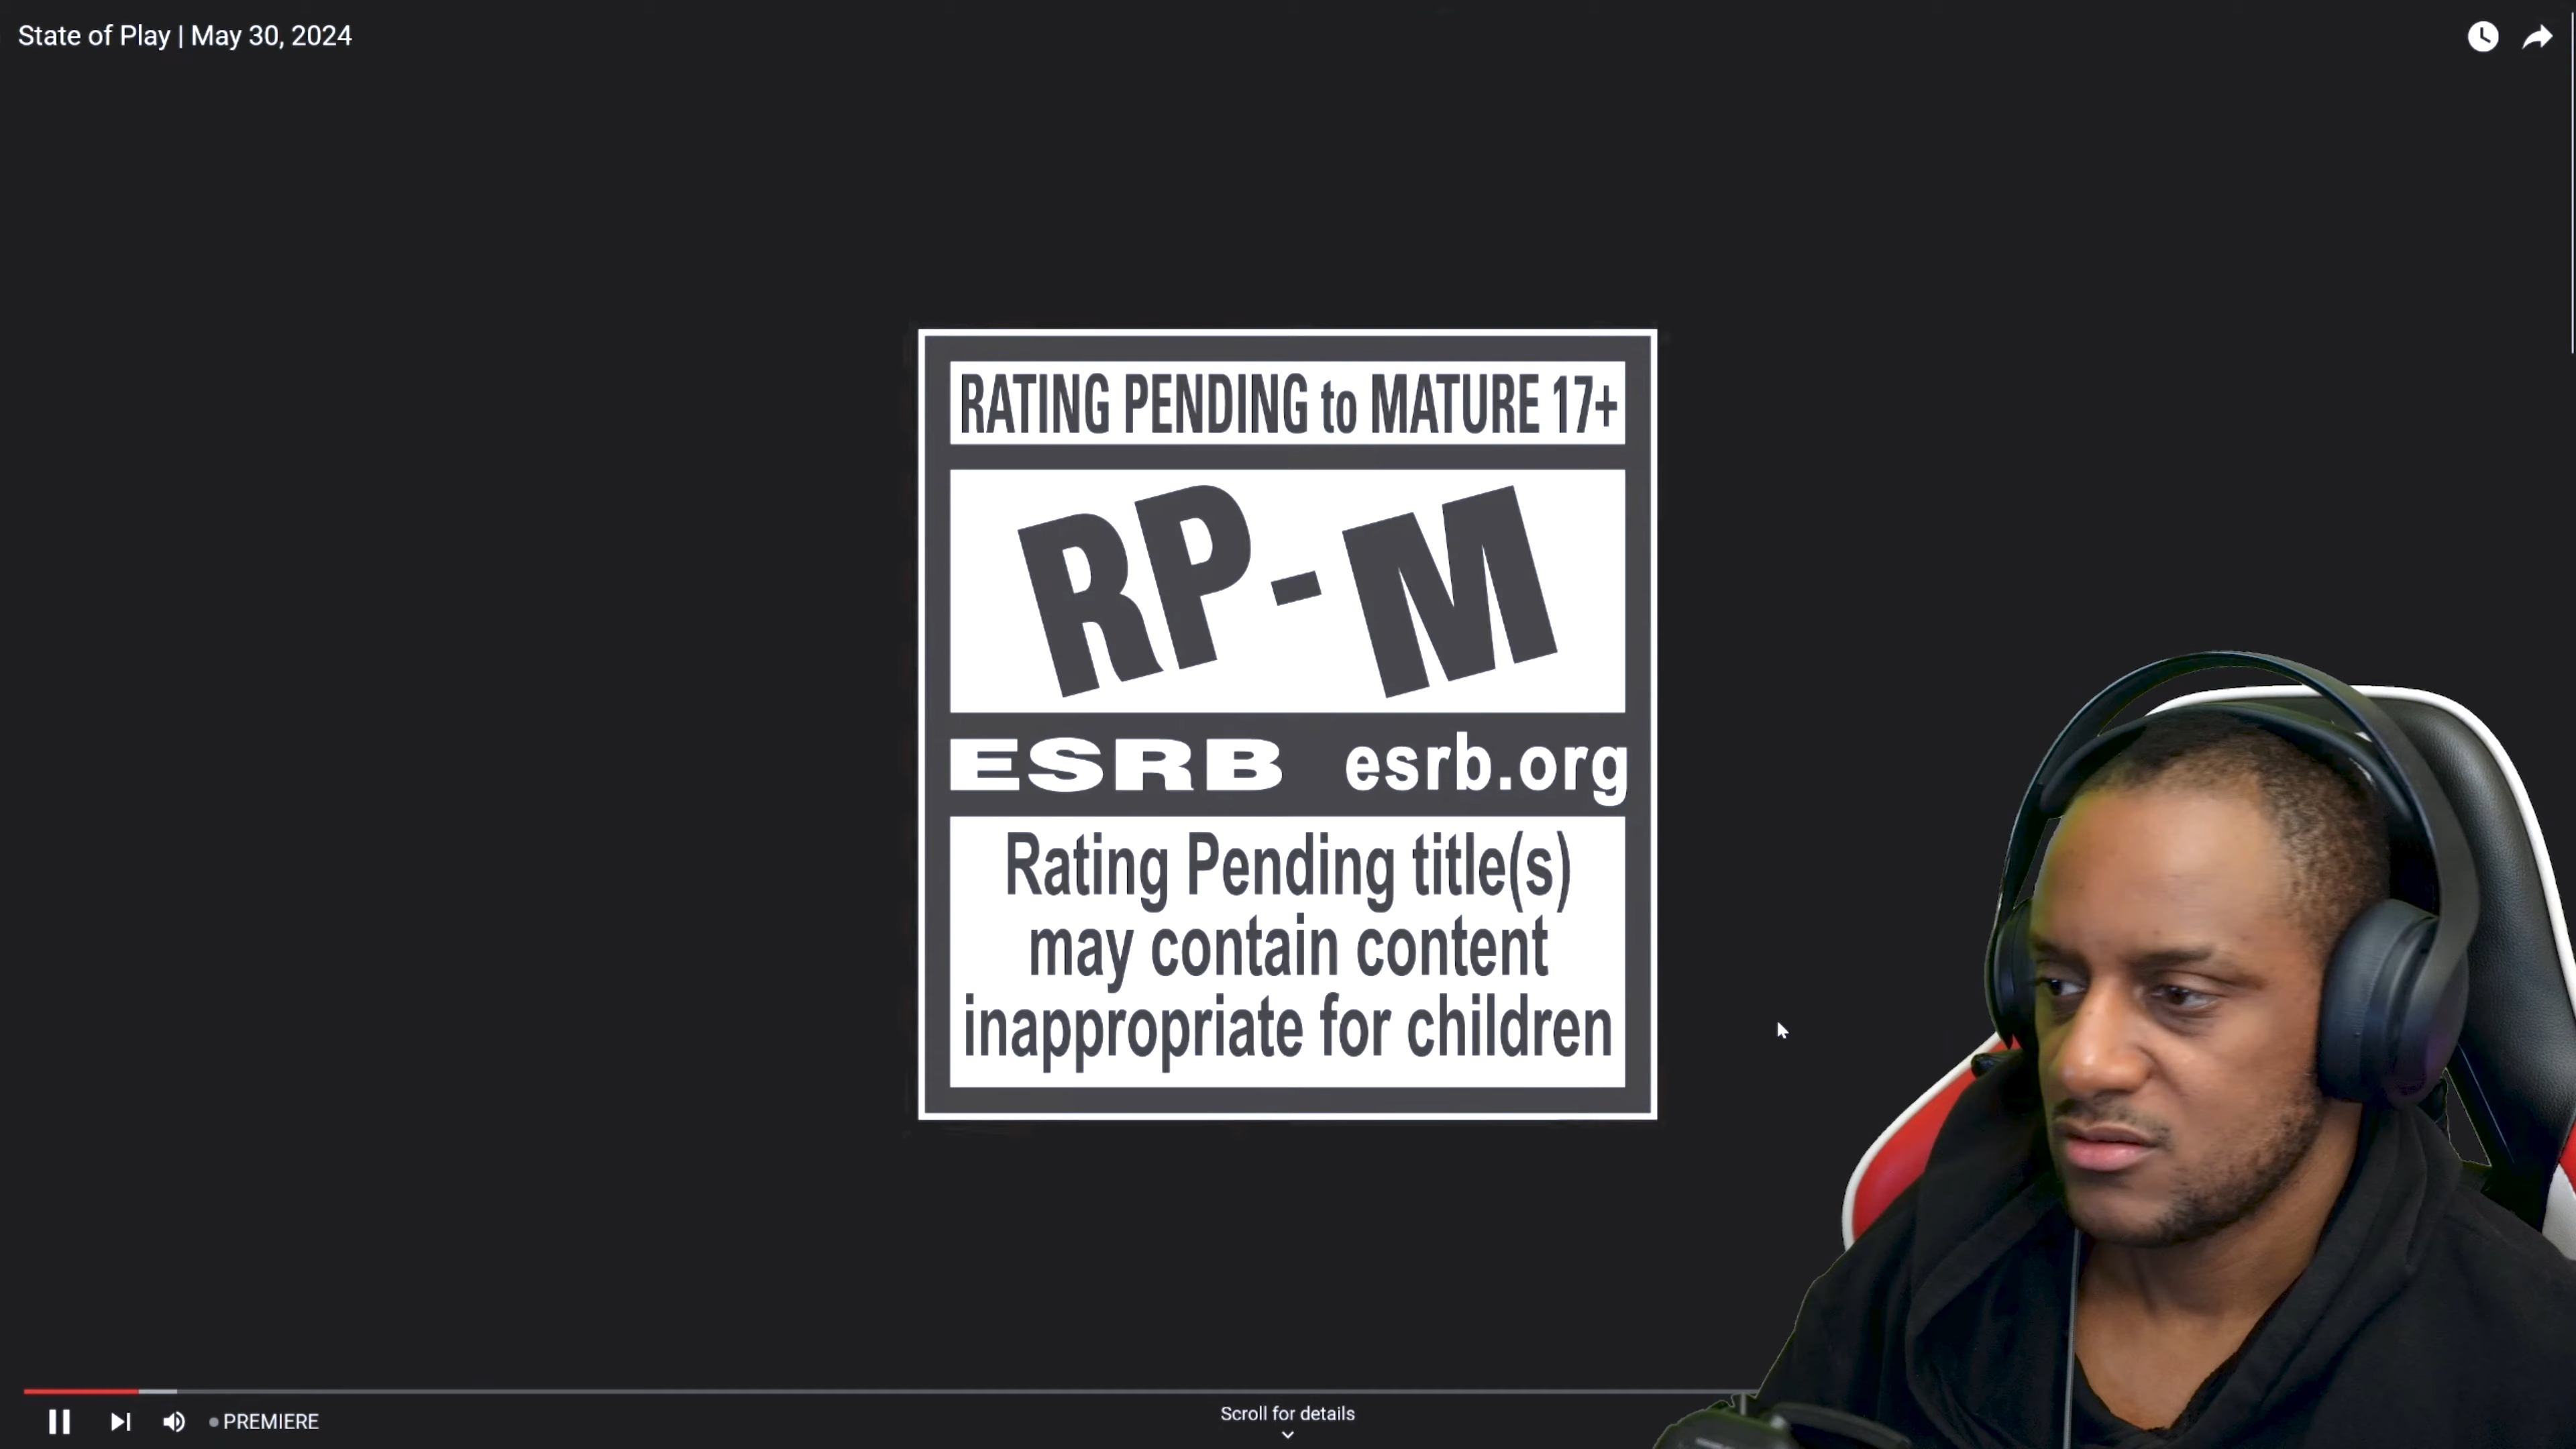 State of Play | May 30, 2024
RATING PENDING to MATURE 17+
RP-M
ESRB esrb.org
Rating Pending title(s)
may contain content
inappropriate for children
PREMIERE
Scroll for details